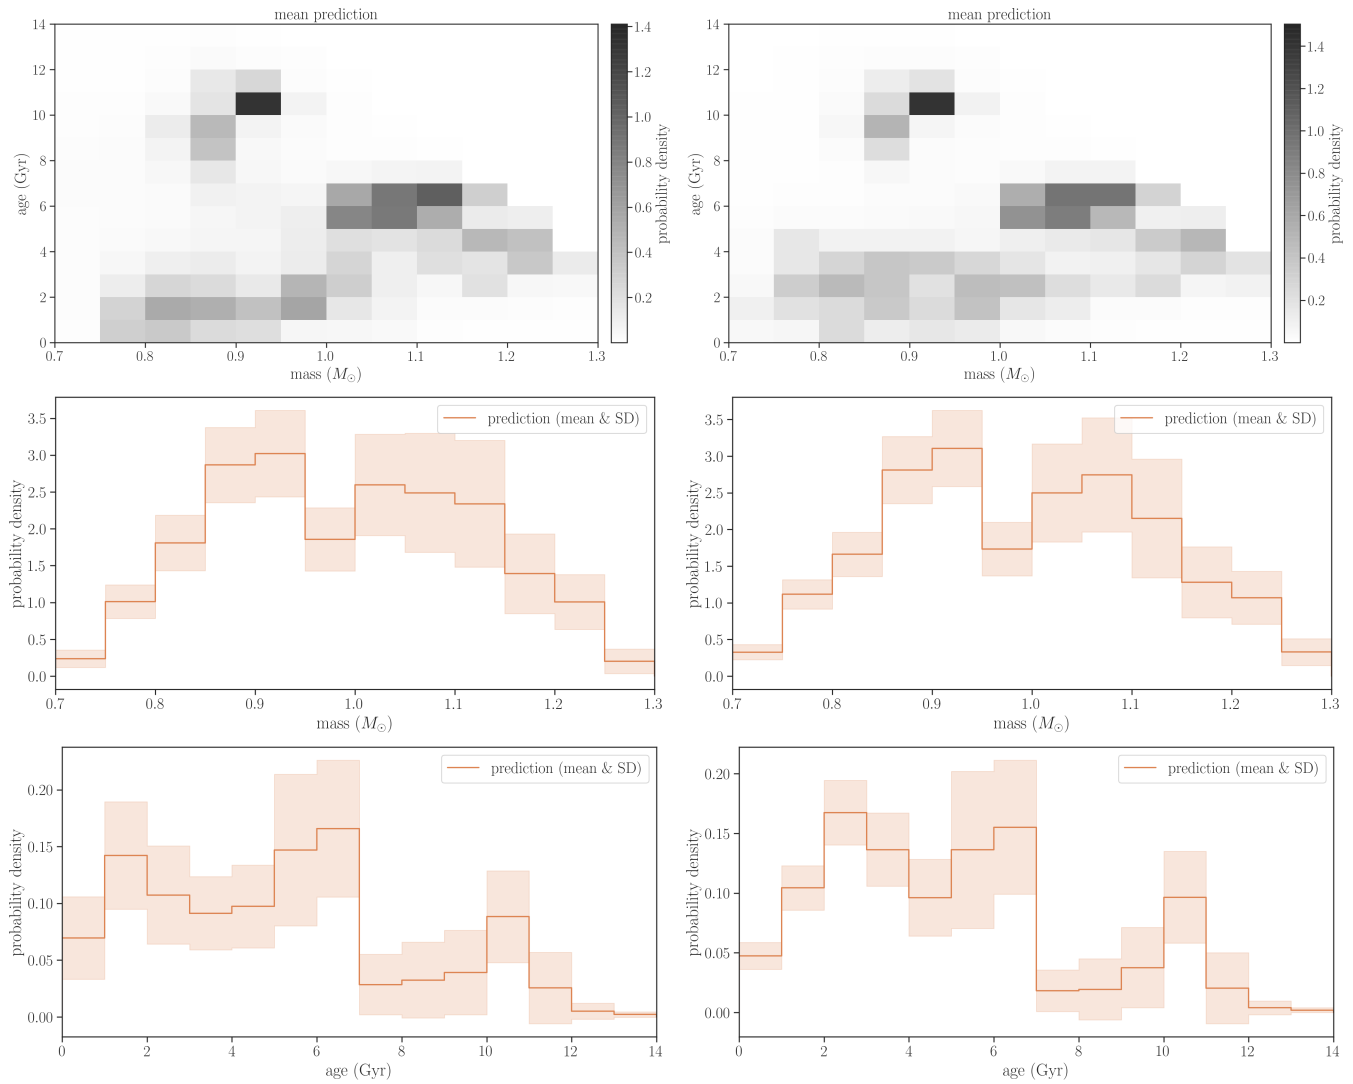 mean prediction
14
12
10
8
6
4
2
0
age (Gyr)
0.7 0.8 0.9 1.0 1.1 1.2 1.3
mass (M☉)
1.4
1.2
1.0
0.8
0.6
0.4
0.2
probability density
mean prediction
14
12
10
8
6
4
2
0
age (Gyr)
0.7 0.8 0.9 1.0 1.1 1.2 1.3
mass (M☉)
1.4
1.2
1.0
0.8
0.6
0.4
0.2
probability density
prediction (mean & SD)
3.5
3.0
2.5
2.0
1.5
1.0
0.5
0.0
probability density
0.7 0.8 0.9 1.0 1.1 1.2 1.3
mass (M☉)
prediction (mean & SD)
3.5
3.0
2.5
2.0
1.5
1.0
0.5
0.0
probability density
0.7 0.8 0.9 1.0 1.1 1.2 1.3
mass (M☉)
prediction (mean & SD)
0.20
0.15
0.10
0.05
0.00
probability density
0 2 4 6 8 10 12 14
age (Gyr)
prediction (mean & SD)
0.20
0.15
0.10
0.05
0.00
probability density
0 2 4 6 8 10 12 14
age (Gyr)